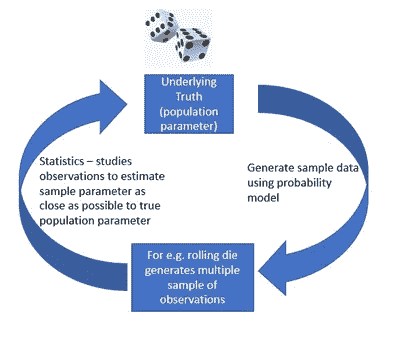 Underlying
Truth
(population
parameter)
Statistics – studies
observations to estimate
sample parameter as
close as possible to true
population parameter
Generate sample data
using probability
model
For e.g. rolling die
generates multiple
sample of
observations